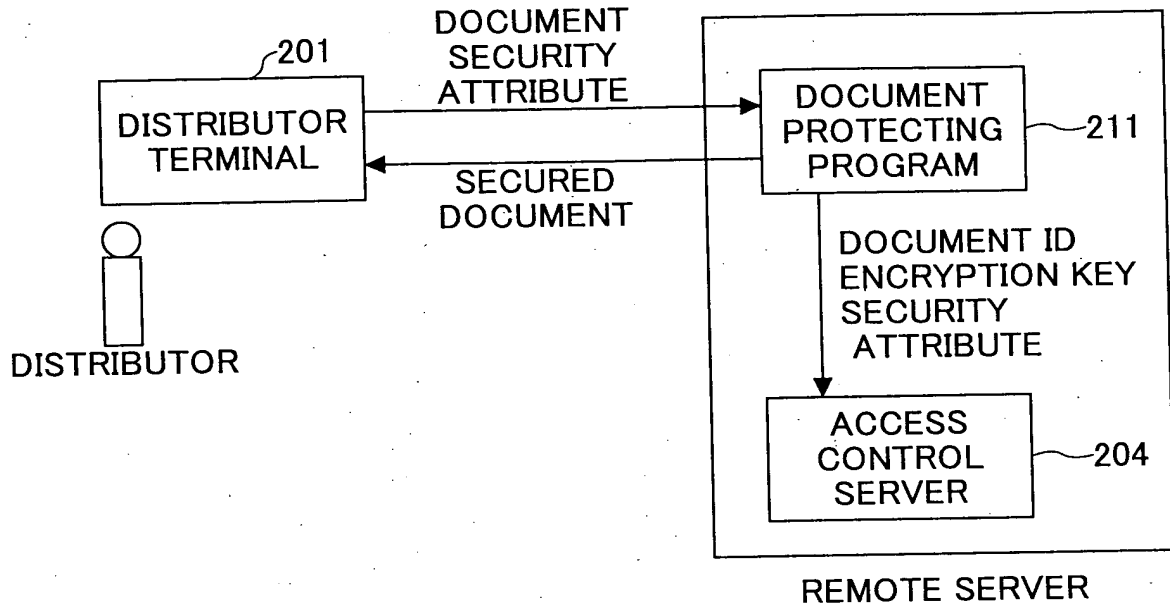 DOCUMENT
SECURITY
ATTRIBUTE
201
DISTRIBUTOR
TERMINAL
SECURED
DOCUMENT
DISTRIBUTOR
DOCUMENT
PROTECTING
PROGRAM
211
DOCUMENT ID
ENCRYPTION KEY
SECURITY
ATTRIBUTE
ACCESS
CONTROL
SERVER
204
REMOTE SERVER